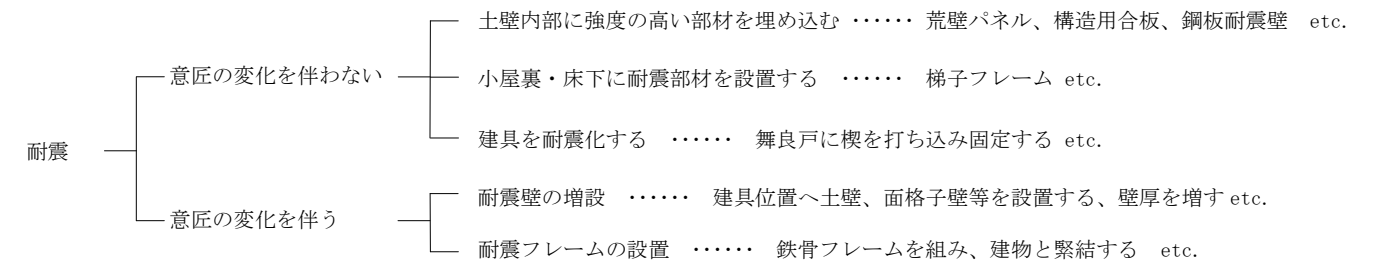 土壁内部に強度の高い部材を埋め込む ‥‥‥ 荒壁パネル、構造用合板、鋼板耐震壁 etc.
意匠の変化を伴わない
小屋裏・床下に耐震部材を設置する ‥‥‥ 梯子フレーム etc.
建具を耐震化する ‥‥‥ 舞良戸に楔を打ち込み固定する etc.
耐震
耐震壁の増設 ‥‥‥ 建具位置へ土壁、面格子壁等を設置する、壁厚を増す etc.
意匠の変化を伴う
耐震フレームの設置 ‥‥‥ 鉄骨フレームを組み、建物と緊結する etc.